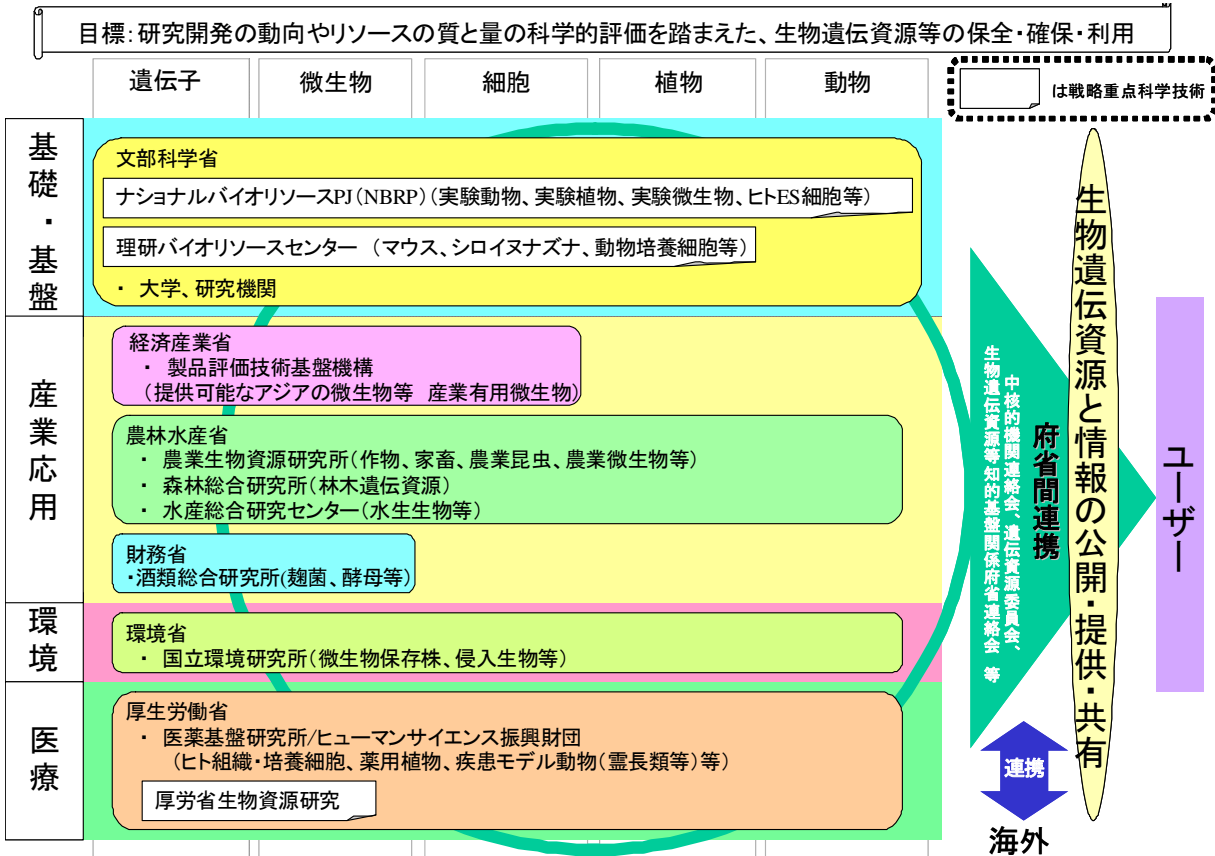 目標：研究開発の動向やリソースの質と量の科学的評価を踏まえた、生物遺伝資源等の保全・確保・利用
遺伝子
微生物
細胞
植物
動物
は戦略重点科学技術
基礎・基盤
文部科学省
ナショナルバイオリソースPJ（NBRP）（実験動物、実験植物、実験微生物、ヒトES細胞等）
理研バイオリソースセンター （マウス、シロイヌナズナ、動物培養細胞等）
・ 大学、研究機関
産業応用
経済産業省
・ 製品評価技術基盤機構
（提供可能なアジアの微生物等 産業有用微生物）
農林水産省
・ 農業生物資源研究所（作物、家畜、農業昆虫、農業微生物等）
・ 森林総合研究所（林木遺伝資源）
・ 水産総合研究センター（水生生物等）
財務省
・酒類総合研究所(麹菌、酵母等）
環境
環境省
・ 国立環境研究所（微生物保存株、侵入生物等）
医療
厚生労働省
・ 医薬基盤研究所/ヒューマンサイエンス振興財団
（ヒト組織・培養細胞、薬用植物、疾患モデル動物（霊長類等）等）
厚労省生物資源研究
府省間連携
中核的機関連絡会、遺伝資源委員会、
生物遺伝資源等知的基盤関係府省連絡会 等
生物遺伝資源と情報の公開・提供・共有
ユーザー
連携
海外